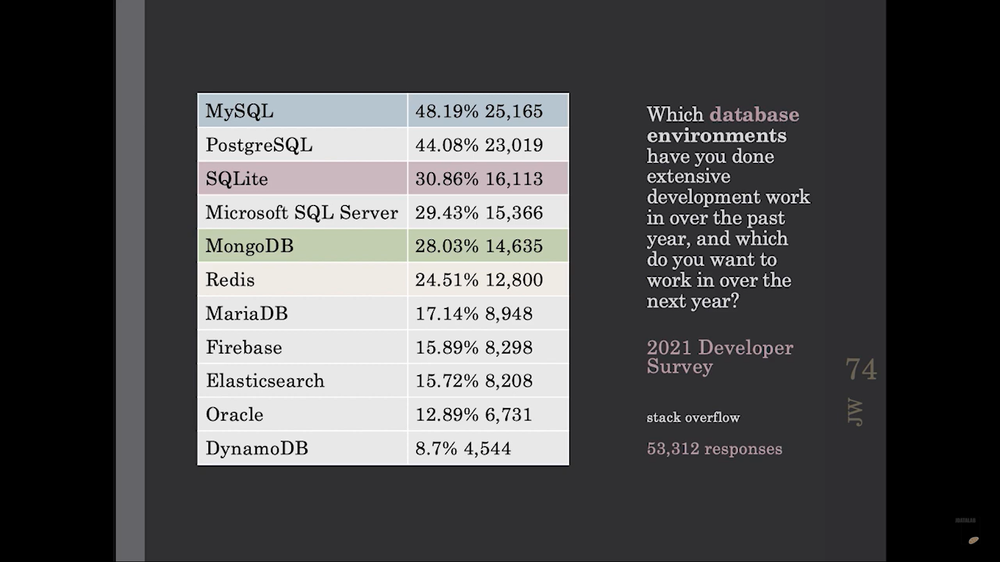 MySQL 48.19% 25,165
PostgreSQL 44.08% 23,019
SQLite 30.86% 16,113
Microsoft SQL Server 29.43% 15,366
MongoDB 28.03% 14,635
Redis 24.51% 12,800
MariaDB 17.14% 8,948
Firebase 15.89% 8,298
Elasticsearch 15.72% 8,208
Oracle 12.89% 6,731
DynamoDB 8.7% 4,544
Which database
environments
have you done
extensive
development work
in over the past
year, and which
do you want to
work in over the
next year?
2021 Developer
Survey
stack overflow
53,312 responses
74
JW
JDATALAB